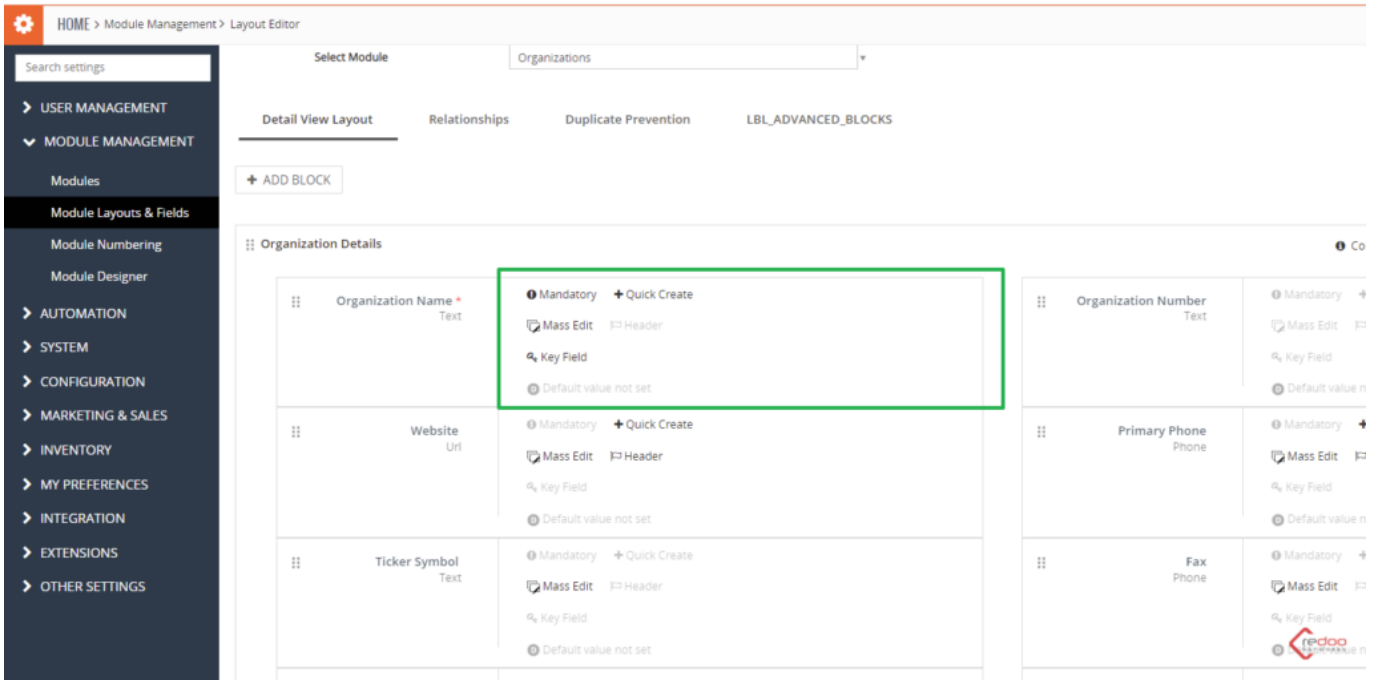 HOME > Module Management > Layout Editor
Search settings
USER MANAGEMENT
MODULE MANAGEMENT
Modules
Module Layouts & Fields
Module Numbering
Module Designer
AUTOMATION
SYSTEM
CONFIGURATION
MARKETING & SALES
INVENTORY
MY PREFERENCES
INTEGRATION
EXTENSIONS
OTHER SETTINGS
Select Module Organizations
Detail View Layout Relationships Duplicate Prevention LBL_ADVANCED_BLOCKS
+ ADD BLOCK
Organization Details Co
Organization Name *
Text
Mandatory + Quick Create
Mass Edit Header
Key Field
Default value not set
Organization Number
Text
Mandatory +
Mass Edit
Key Field
Default value n
Website
Url
Mandatory + Quick Create
Mass Edit Header
Key Field
Default value not set
Primary Phone
Phone
Mandatory +
Mass Edit
Key Field
Default value n
Ticker Symbol
Text
Mandatory + Quick Create
Mass Edit Header
Key Field
Default value not set
Fax
Phone
Mandatory +
Mass Edit
Key Field
redoo